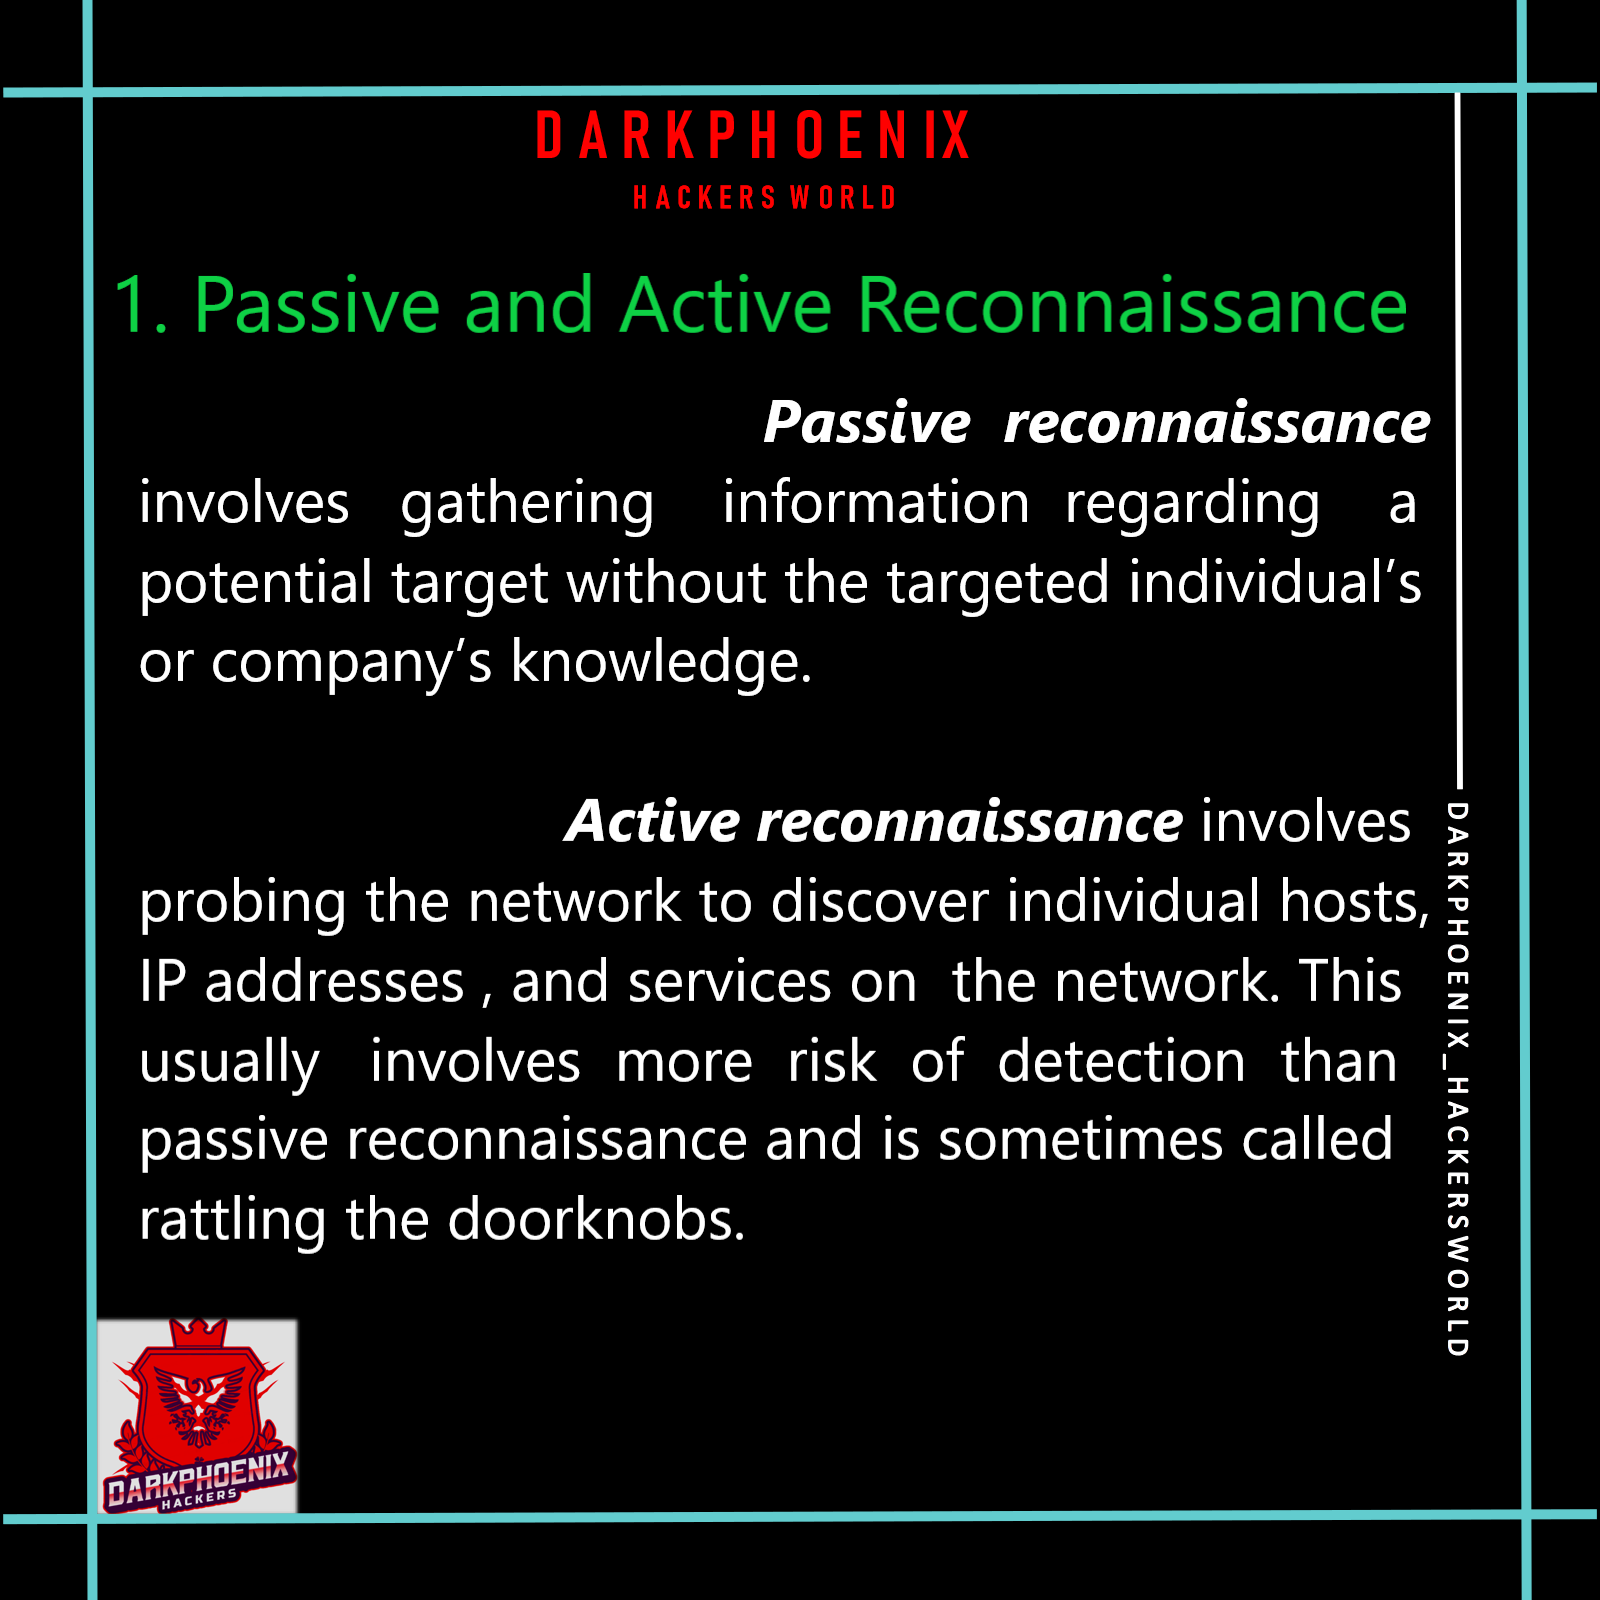 DARKPHOENIX
HACKERS WORLD
1. Passive and Active Reconnaissance
Passive reconnaissance
involves gathering information regarding a
potential target without the targeted individual’s
or company’s knowledge.
Active reconnaissance involves
probing the network to discover individual hosts,
IP addresses , and services on the network. This
usually involves more risk of detection than
passive reconnaissance and is sometimes called
rattling the doorknobs.
DARKPHOENIX_HACKERSWORLD
DARKPHOENIX
HACKERS